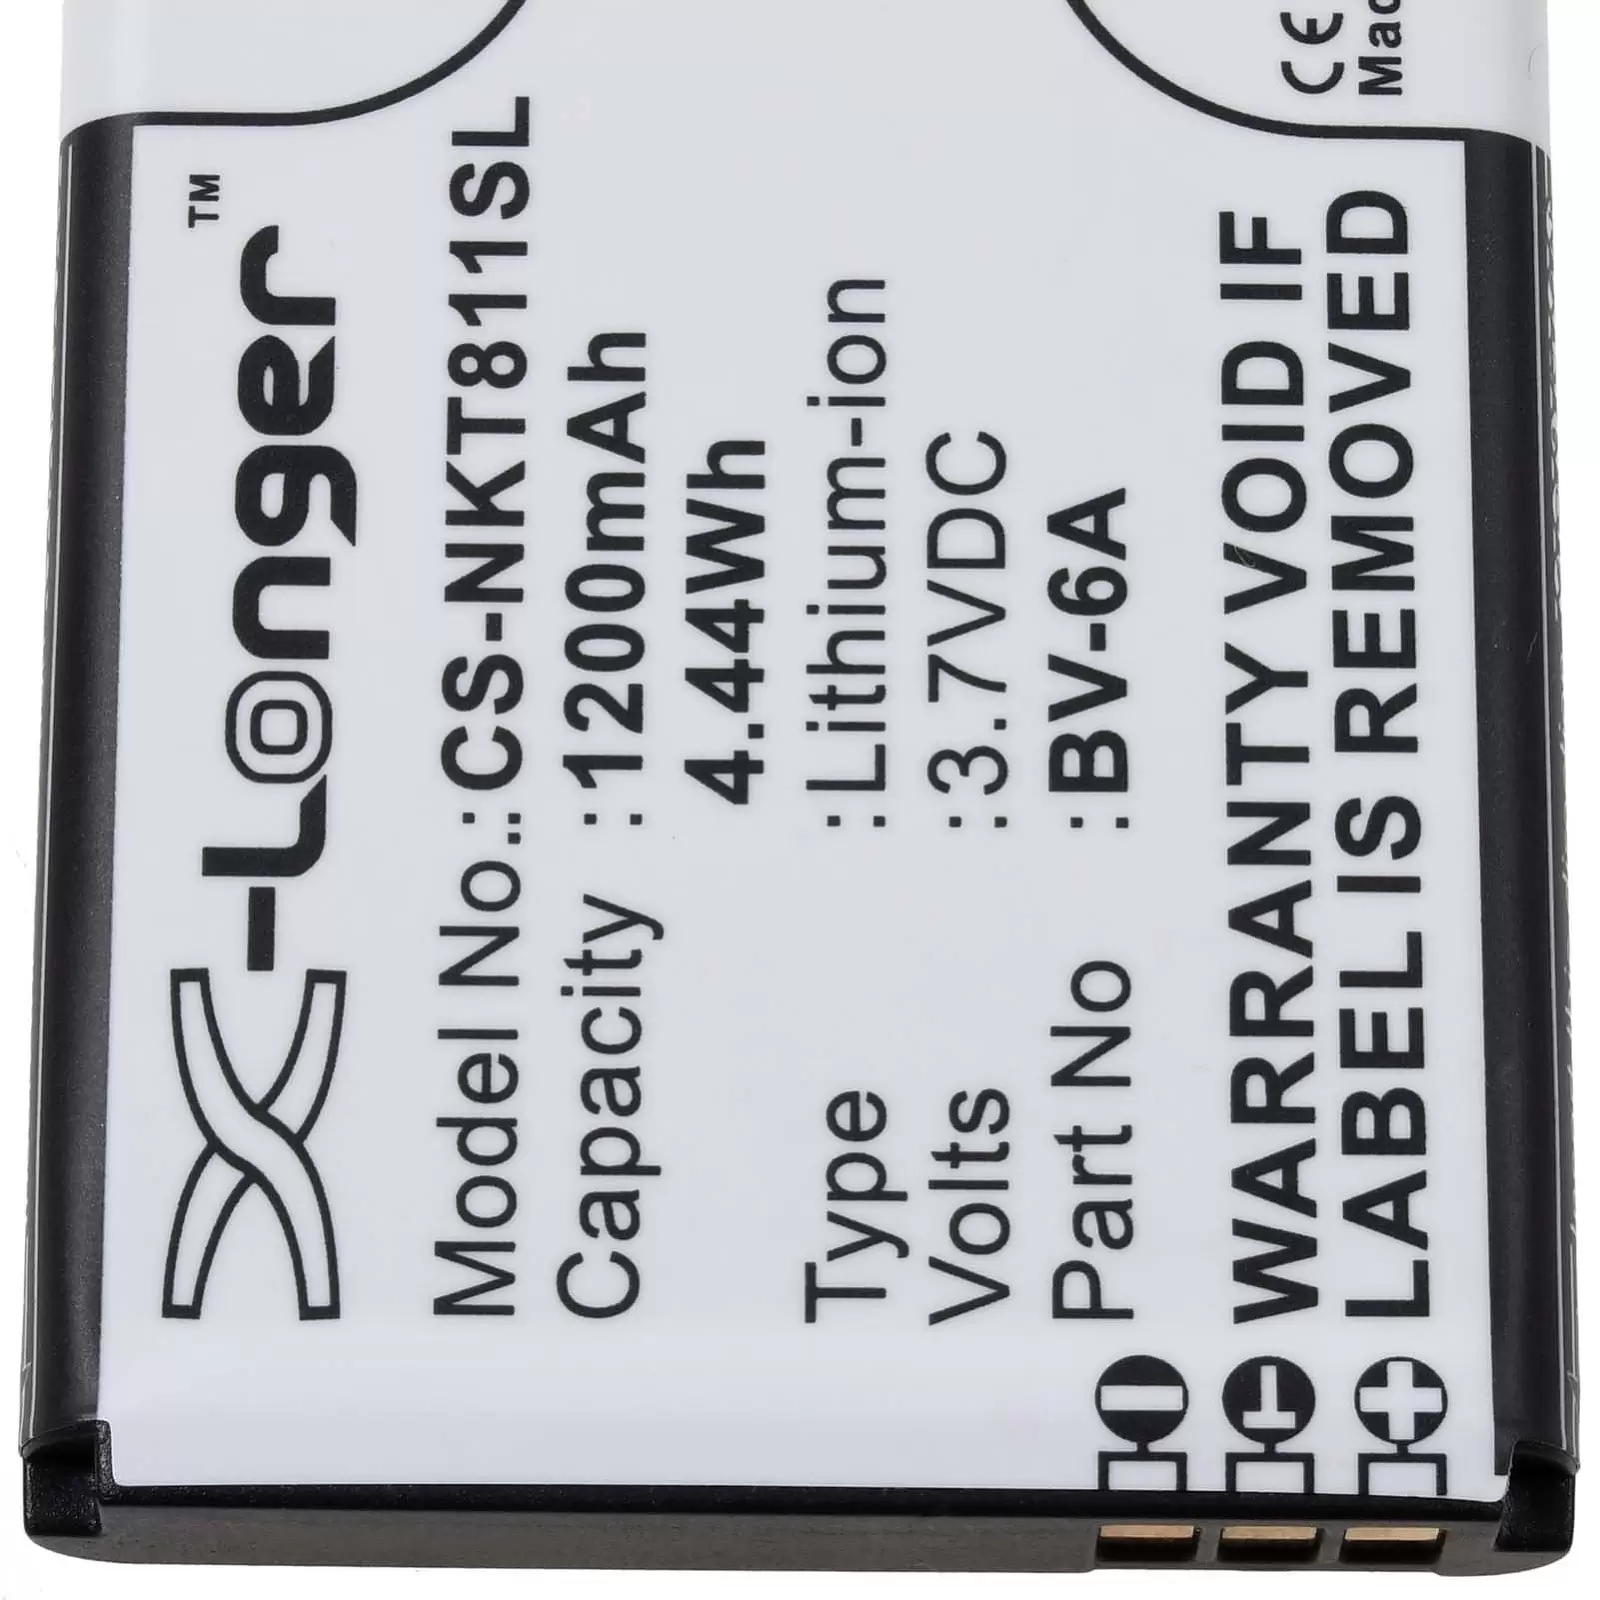 X-Longer™
Model No.:CS-NKT811SL
Capacity :1200mAh
4.44Wh
Type :Lithium-ion
Volts :3.7VDC
Part No :BV-6A
WARRANTY VOID IF
LABEL IS REMOVED
CE